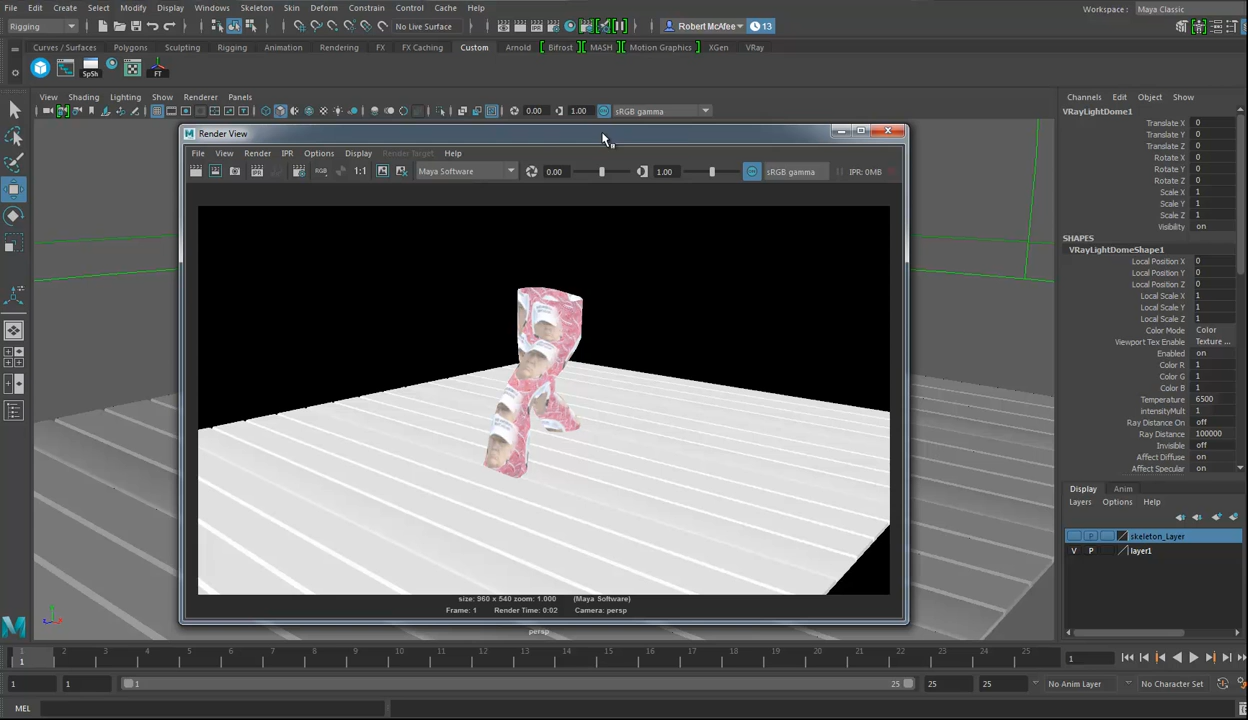 File Edit Create Select Modify Display Windows Skeleton Skin Deform Constrain Control Cache Help
Workspace : Maya Classic
Rigging
No Live Surface
Robert McAfee
13
Curves / Surfaces Polygons Sculpting Rigging Animation Rendering FX FX Caching Custom Arnold Bifrost MASH Motion Graphics XGen VRay
SpSh
FT
View Shading Lighting Show Renderer Panels
0.00 1.00 sRGB gamma
Render View
File View Render IPR Options Display Render Target Help
IPR RGB 1:1 Maya Software 0.00 1.00 sRGB gamma IPR: 0MB
size: 960 x 540 zoom: 1.000 (Maya Software)
Frame: 1 Render Time: 0:02 Camera: persp
persp
Channels Edit Object Show
VRayLightDome1
Translate X 0
Translate Y 0
Translate Z 0
Rotate X 0
Rotate Y 0
Rotate Z 0
Scale X 1
Scale Y 1
Scale Z 1
Visibility on
SHAPES
VRayLightDomeShape1
Local Position X 0
Local Position Y 0
Local Position Z 0
Local Scale X 1
Local Scale Y 1
Local Scale Z 1
Color Mode Color
Viewport Tex Enable Texture ...
Enabled on
Color R 1
Color G 1
Color B 1
Temperature 6500
intensityMult 1
Ray Distance On off
Ray Distance 100000
Invisible off
Affect Diffuse on
Affect Specular on
Display Anim
Layers Options Help
P skeleton_Layer
V P layer1
1 2 3 4 5 6 7 8 9 10 11 12 13 14 15 16 17 18 19 20 21 22 23 24 25
1
1
1 1 1 25 25 25 No Anim Layer No Character Set
MEL